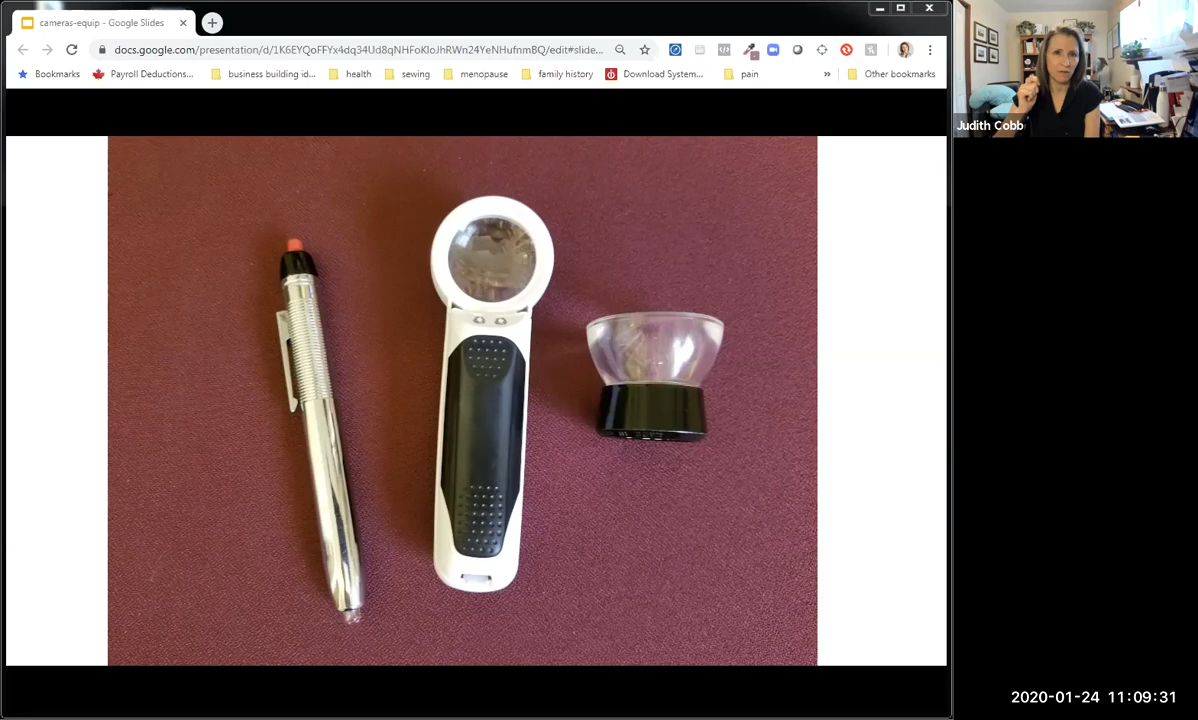 cameras-equip - Google Slides
docs.google.com/presentation/d/1K6EYQoFFYx4dq34Ud8qNHFoKloJhRWn24YeNHufnmBQ/edit#slide...
Bookmarks Payroll Deductions... business building id... health sewing menopause family history Download System... pain » Other bookmarks
Judith Cobb
2020-01-24 11:09:31